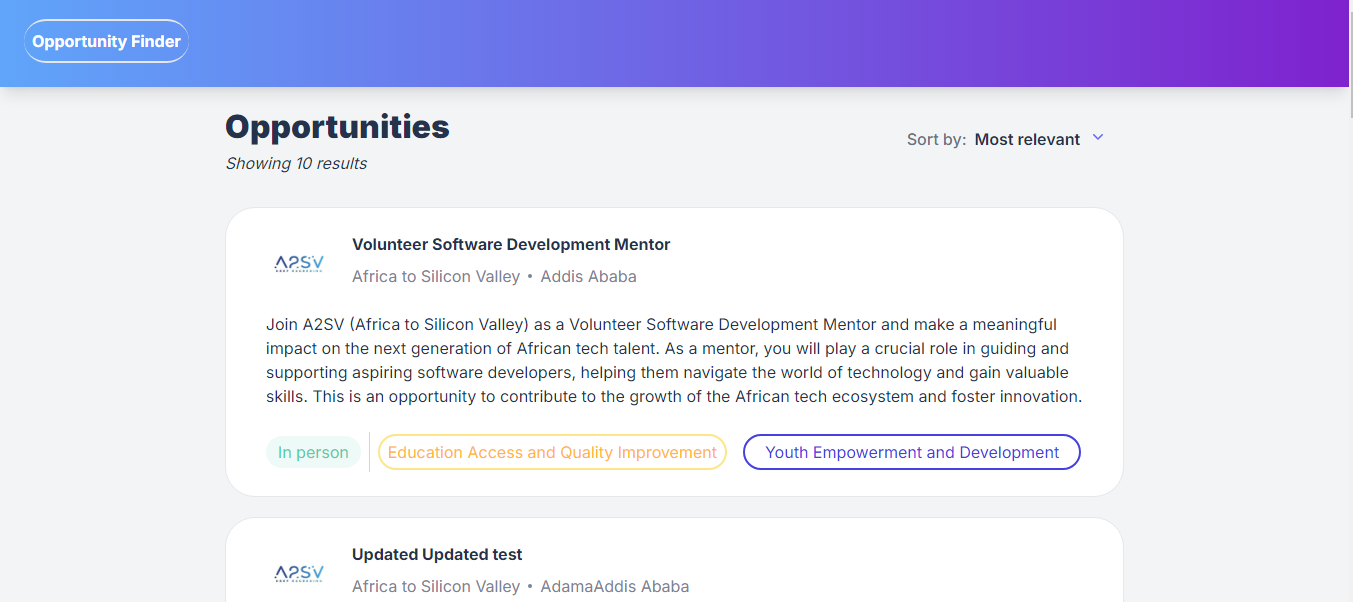 Opportunity Finder
Opportunities
Showing 10 results
Sort by: Most relevant
A2SV
Volunteer Software Development Mentor
Africa to Silicon Valley • Addis Ababa
Join A2SV (Africa to Silicon Valley) as a Volunteer Software Development Mentor and make a meaningful
impact on the next generation of African tech talent. As a mentor, you will play a crucial role in guiding and
supporting aspiring software developers, helping them navigate the world of technology and gain valuable
skills. This is an opportunity to contribute to the growth of the African tech ecosystem and foster innovation.
In person
Education Access and Quality Improvement
Youth Empowerment and Development
A2SV
Updated Updated test
Africa to Silicon Valley • AdamaAddis Ababa